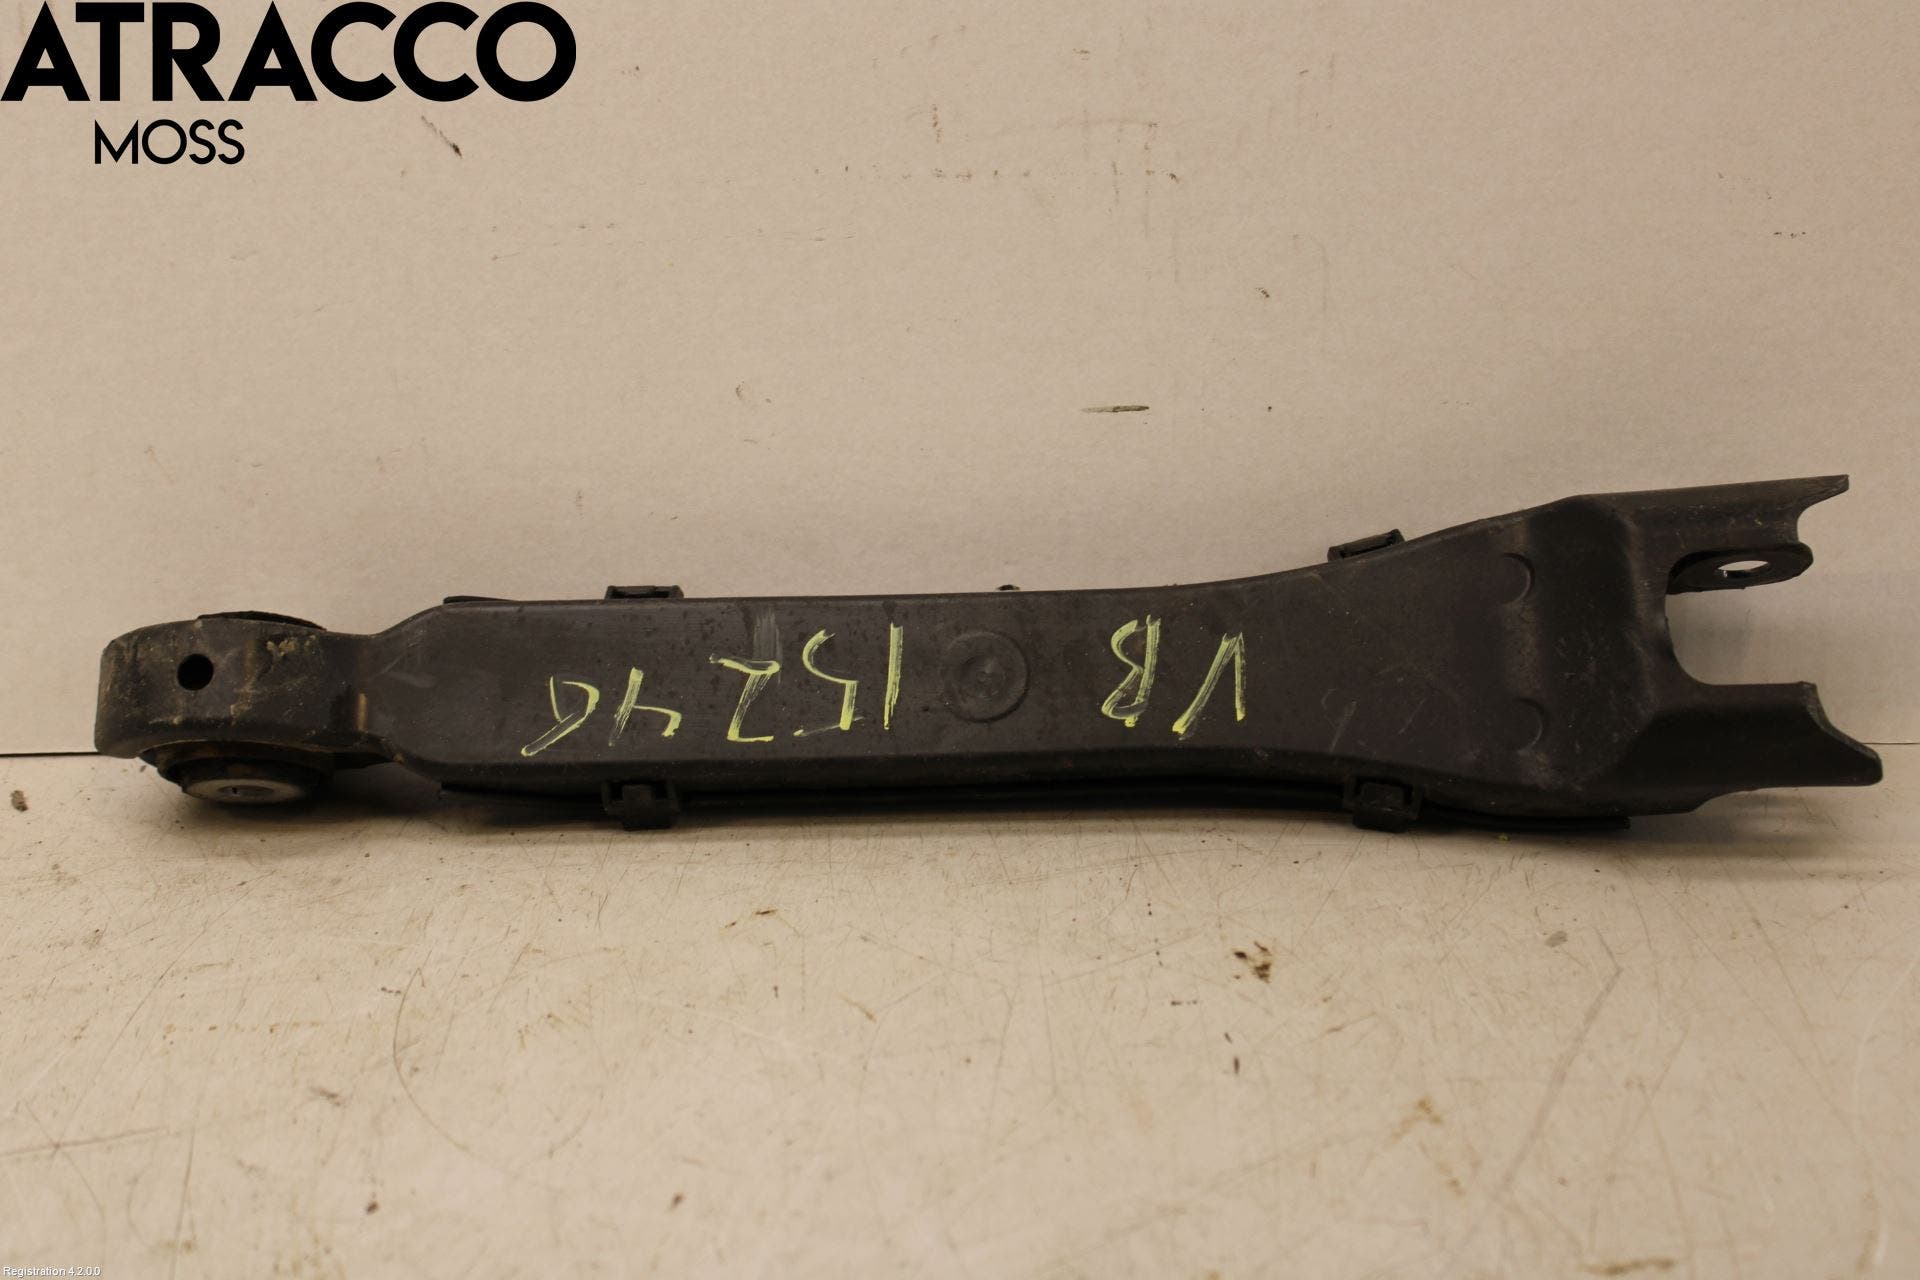 ATRACCO
MOSS
VB 15246
Registration 4.2.0.0